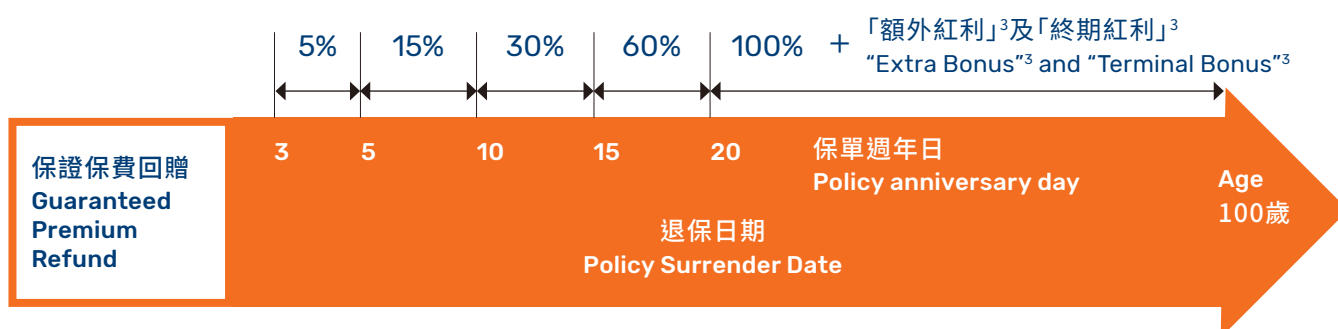 5%
15%
30%
60%
100%
+
「額外紅利」³及「終期紅利」³
“Extra Bonus”³ and “Terminal Bonus”³
保證保費回贈
Guaranteed
Premium
Refund
3
5
10
15
20
保單週年日
Policy anniversary day
退保日期
Policy Surrender Date
Age
100歲